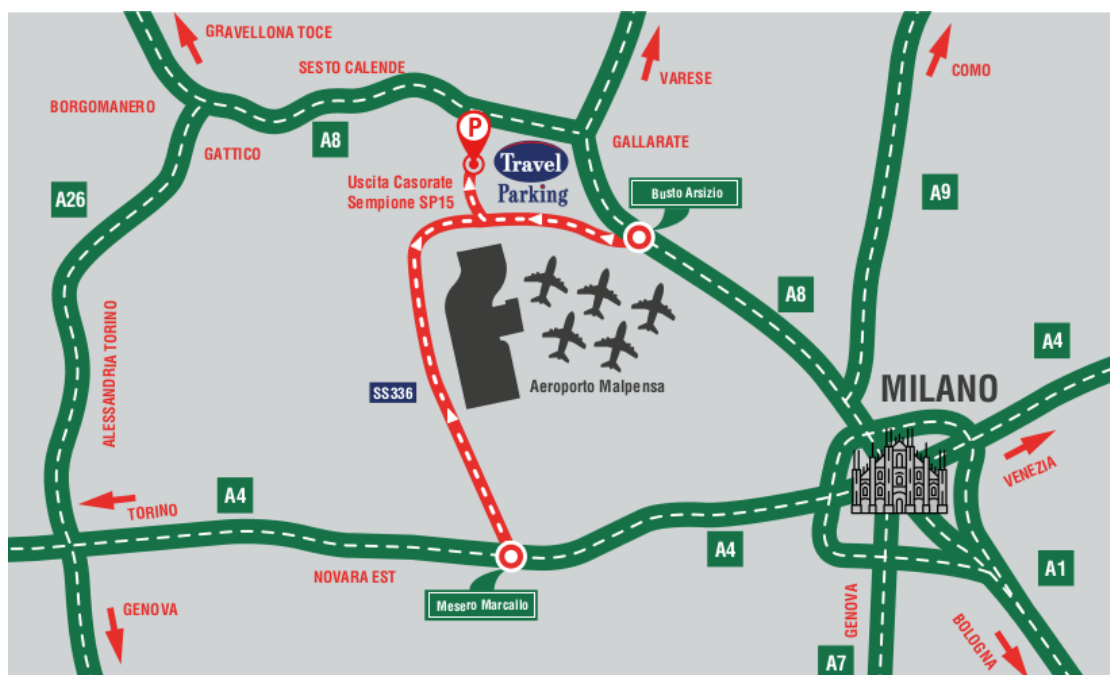 GRAVELLONA TOCE
SESTO CALENDE
VARESE
COMO
BORGOMANERO
A8
GATTICO
P
GALLARATE
Travel
Parking
Uscita Casorate
Sempione SP15
Busto Arsizio
A26
A9
A8
ALESSANDRIA TORINO
A4
SS336
Aeroporto Malpensa
MILANO
VENEZIA
TORINO
A4
A4
NOVARA EST
Mesero Marcallo
GENOVA
A1
GENOVA
BOLOGNA
A7